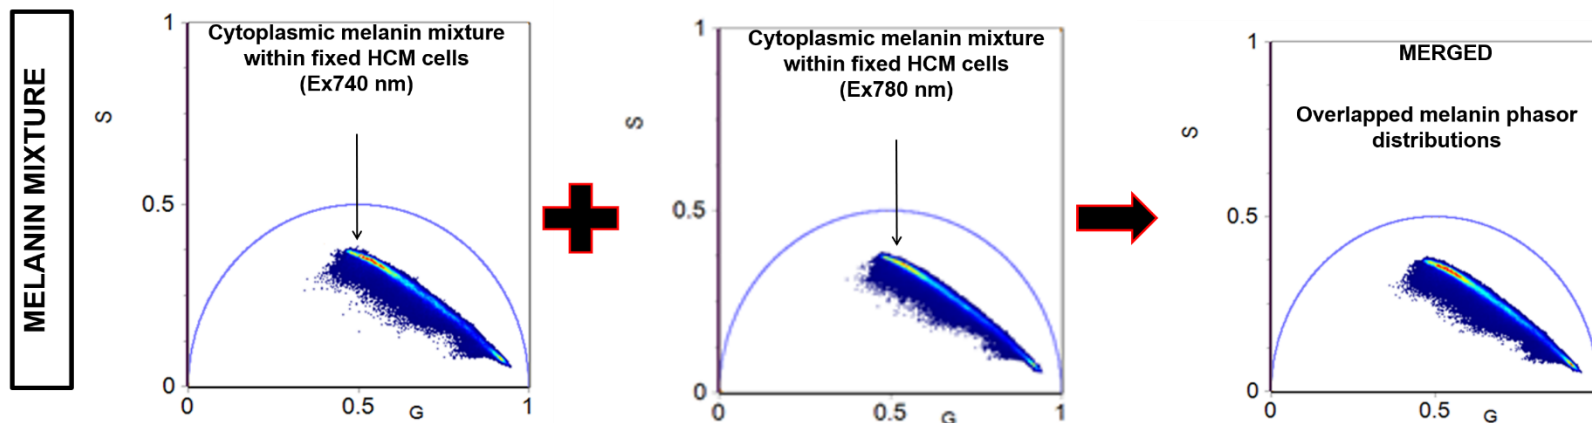 MELANIN MIXTURE
1
Cytoplasmic melanin mixture
within fixed HCM cells
(Ex740 nm)
S
0.5
0
0
0.5
G
1
1
Cytoplasmic melanin mixture
within fixed HCM cells
(Ex780 nm)
S
0.5
0
0
0.5
G
1
1
MERGED
Overlapped melanin phasor
distributions
S
0.5
0
0
0.5
G